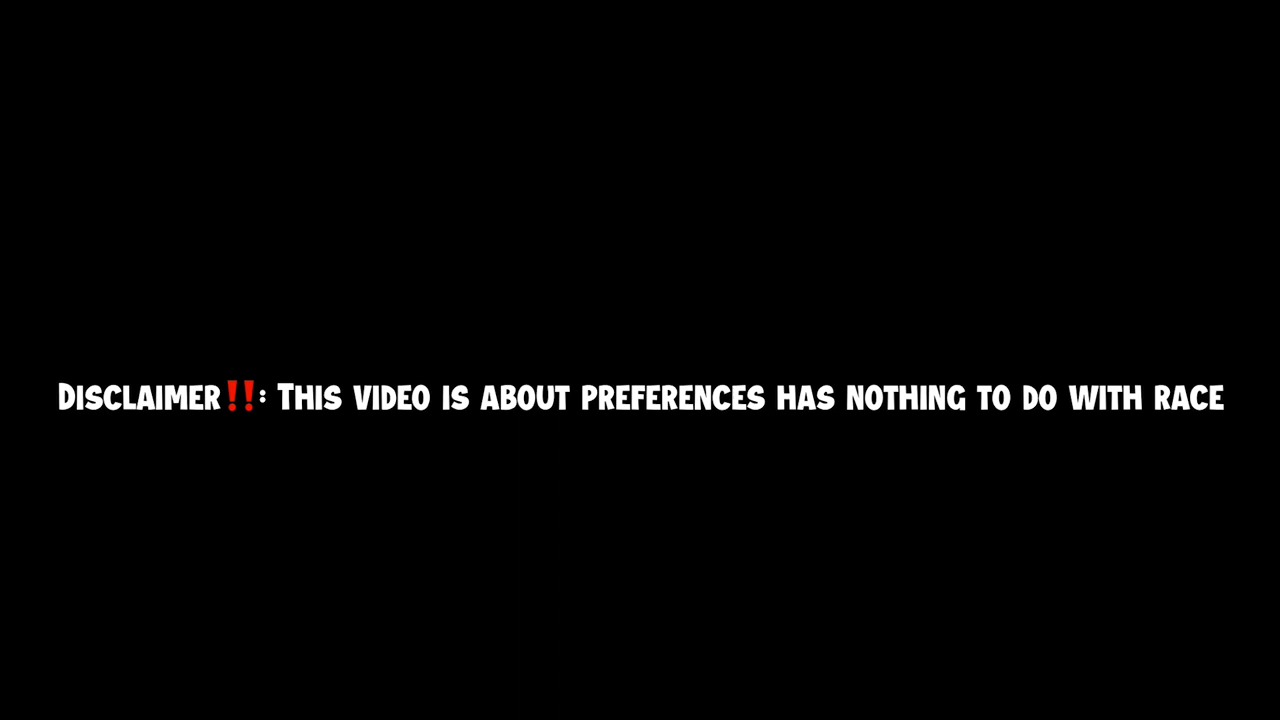 Disclaimer‼️: This video is about preferences has nothing to do with race